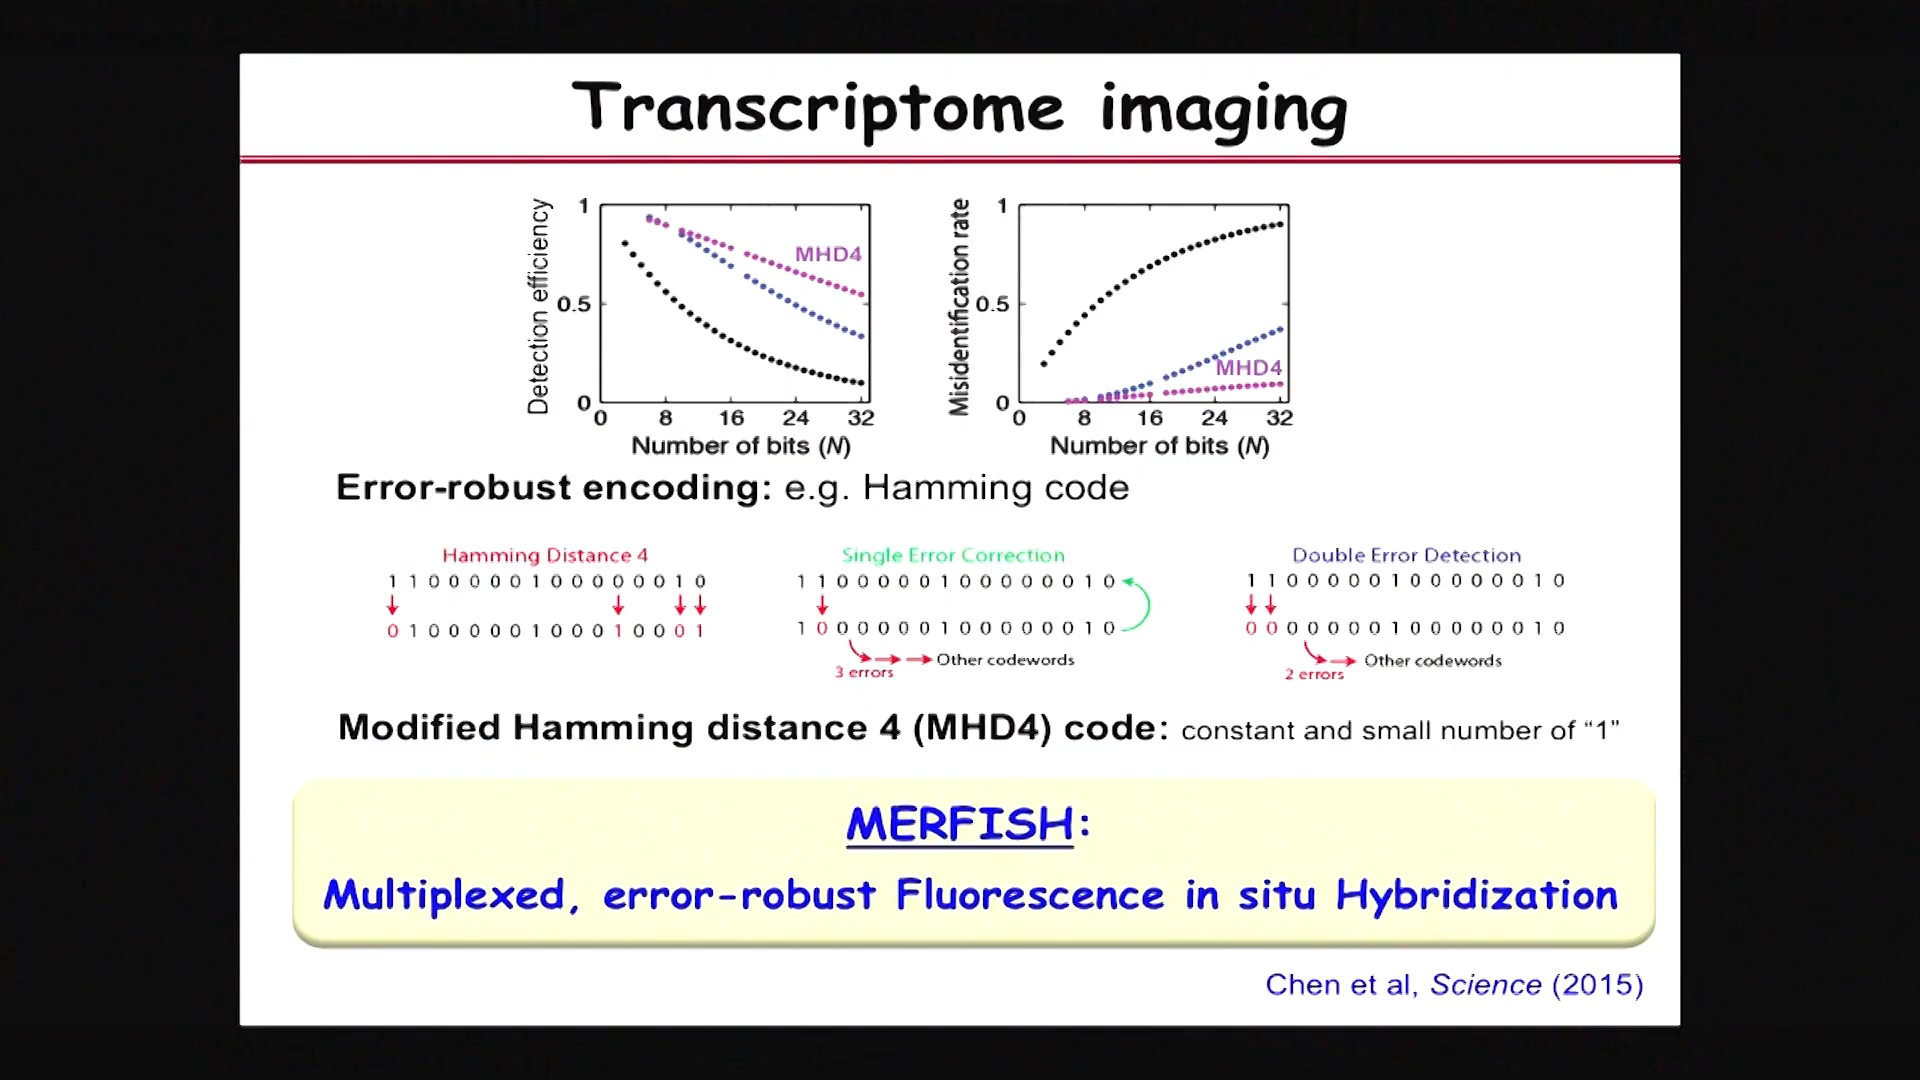 Transcriptome imaging
Detection efficiency
1
0.5
0
0 8 16 24 32
Number of bits (N)
MHD4
Misidentification rate
1
0.5
0
0 8 16 24 32
Number of bits (N)
MHD4
Error-robust encoding: e.g. Hamming code
Hamming Distance 4
1 1 0 0 0 0 0 1 0 0 0 0 0 0 1 0
0 1 0 0 0 0 0 1 0 0 0 1 0 0 0 1
Single Error Correction
1 1 0 0 0 0 0 1 0 0 0 0 0 0 1 0
1 0 0 0 0 0 0 1 0 0 0 0 0 0 1 0
3 errors
Other codewords
Double Error Detection
1 1 0 0 0 0 0 1 0 0 0 0 0 0 1 0
0 0 0 0 0 0 0 1 0 0 0 0 0 0 1 0
2 errors
Other codewords
Modified Hamming distance 4 (MHD4) code: constant and small number of “1”
MERFISH:
Multiplexed, error-robust Fluorescence in situ Hybridization
Chen et al, Science (2015)